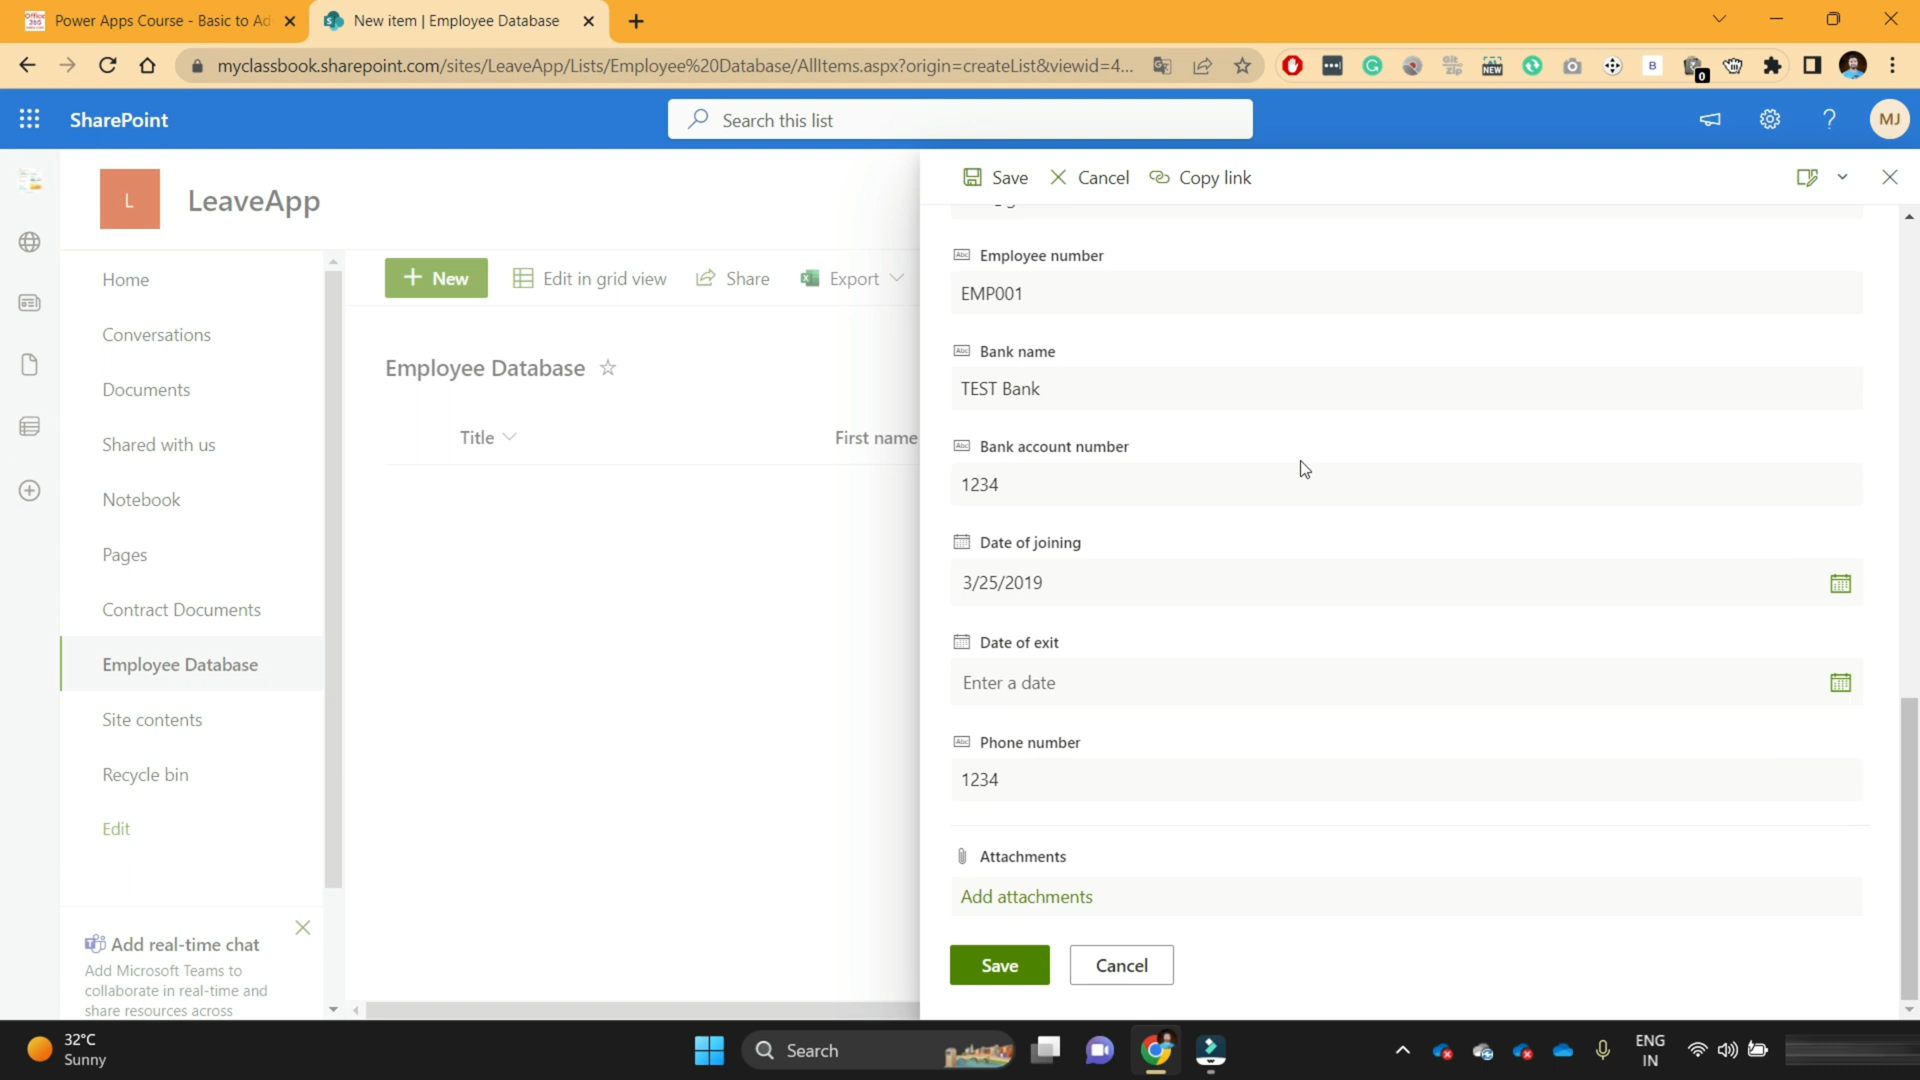 Power Apps Course - Basic to Ad
New item | Employee Database
myclassbook.sharepoint.com/sites/LeaveApp/Lists/Employee%20Database/AllItems.aspx?origin=createList&viewid=4...
SharePoint
Search this list
MJ
L
LeaveApp
Save
Cancel
Copy link
Home
Conversations
Documents
Shared with us
Notebook
Pages
Contract Documents
Employee Database
Site contents
Recycle bin
Edit
Add real-time chat
Add Microsoft Teams to
collaborate in real-time and
share resources across
New
Edit in grid view
Share
Export
Employee Database
Title
First name
Employee number
EMP001
Bank name
TEST Bank
Bank account number
1234
Date of joining
3/25/2019
Date of exit
Enter a date
Phone number
1234
Attachments
Add attachments
Save
Cancel
32°C
Sunny
Search
ENG
IN